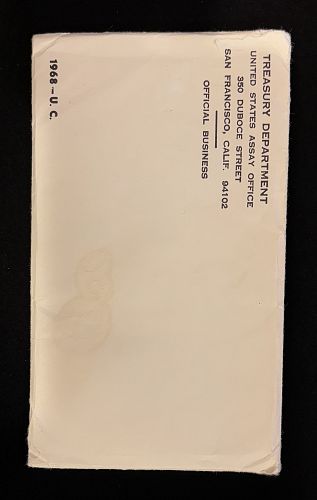 TREASURY DEPARTMENT
UNITED STATES ASSAY OFFICE
350 DUBOCE STREET
SAN FRANCISCO, CALIF. 94102
OFFICIAL BUSINESS
1968 — U. C.